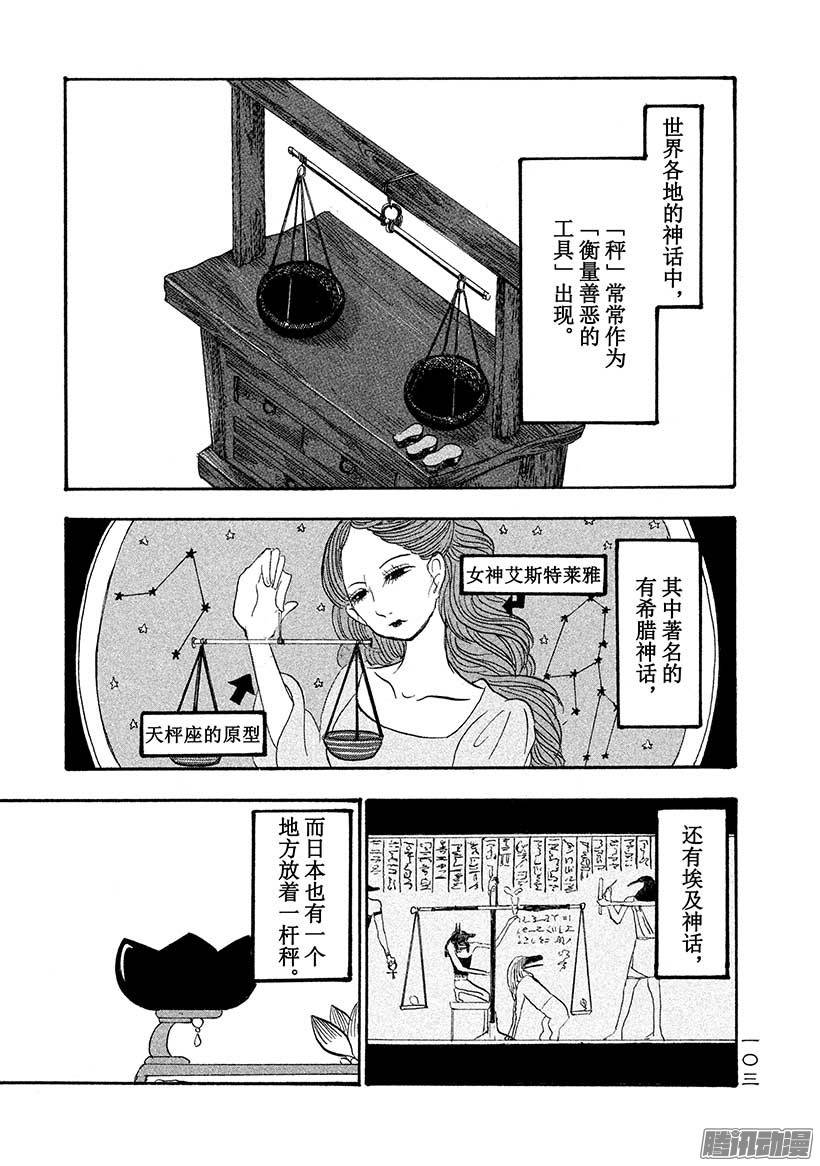 世界各地的神话中，
「秤」常常作为
「衡量善恶的
工具」出现。
其中著名的
有希腊神话，
女神艾斯特莱雅
天秤座的原型
还有埃及神话，
而日本也有一个
地方放着一杆秤。
一〇三
腾讯动漫